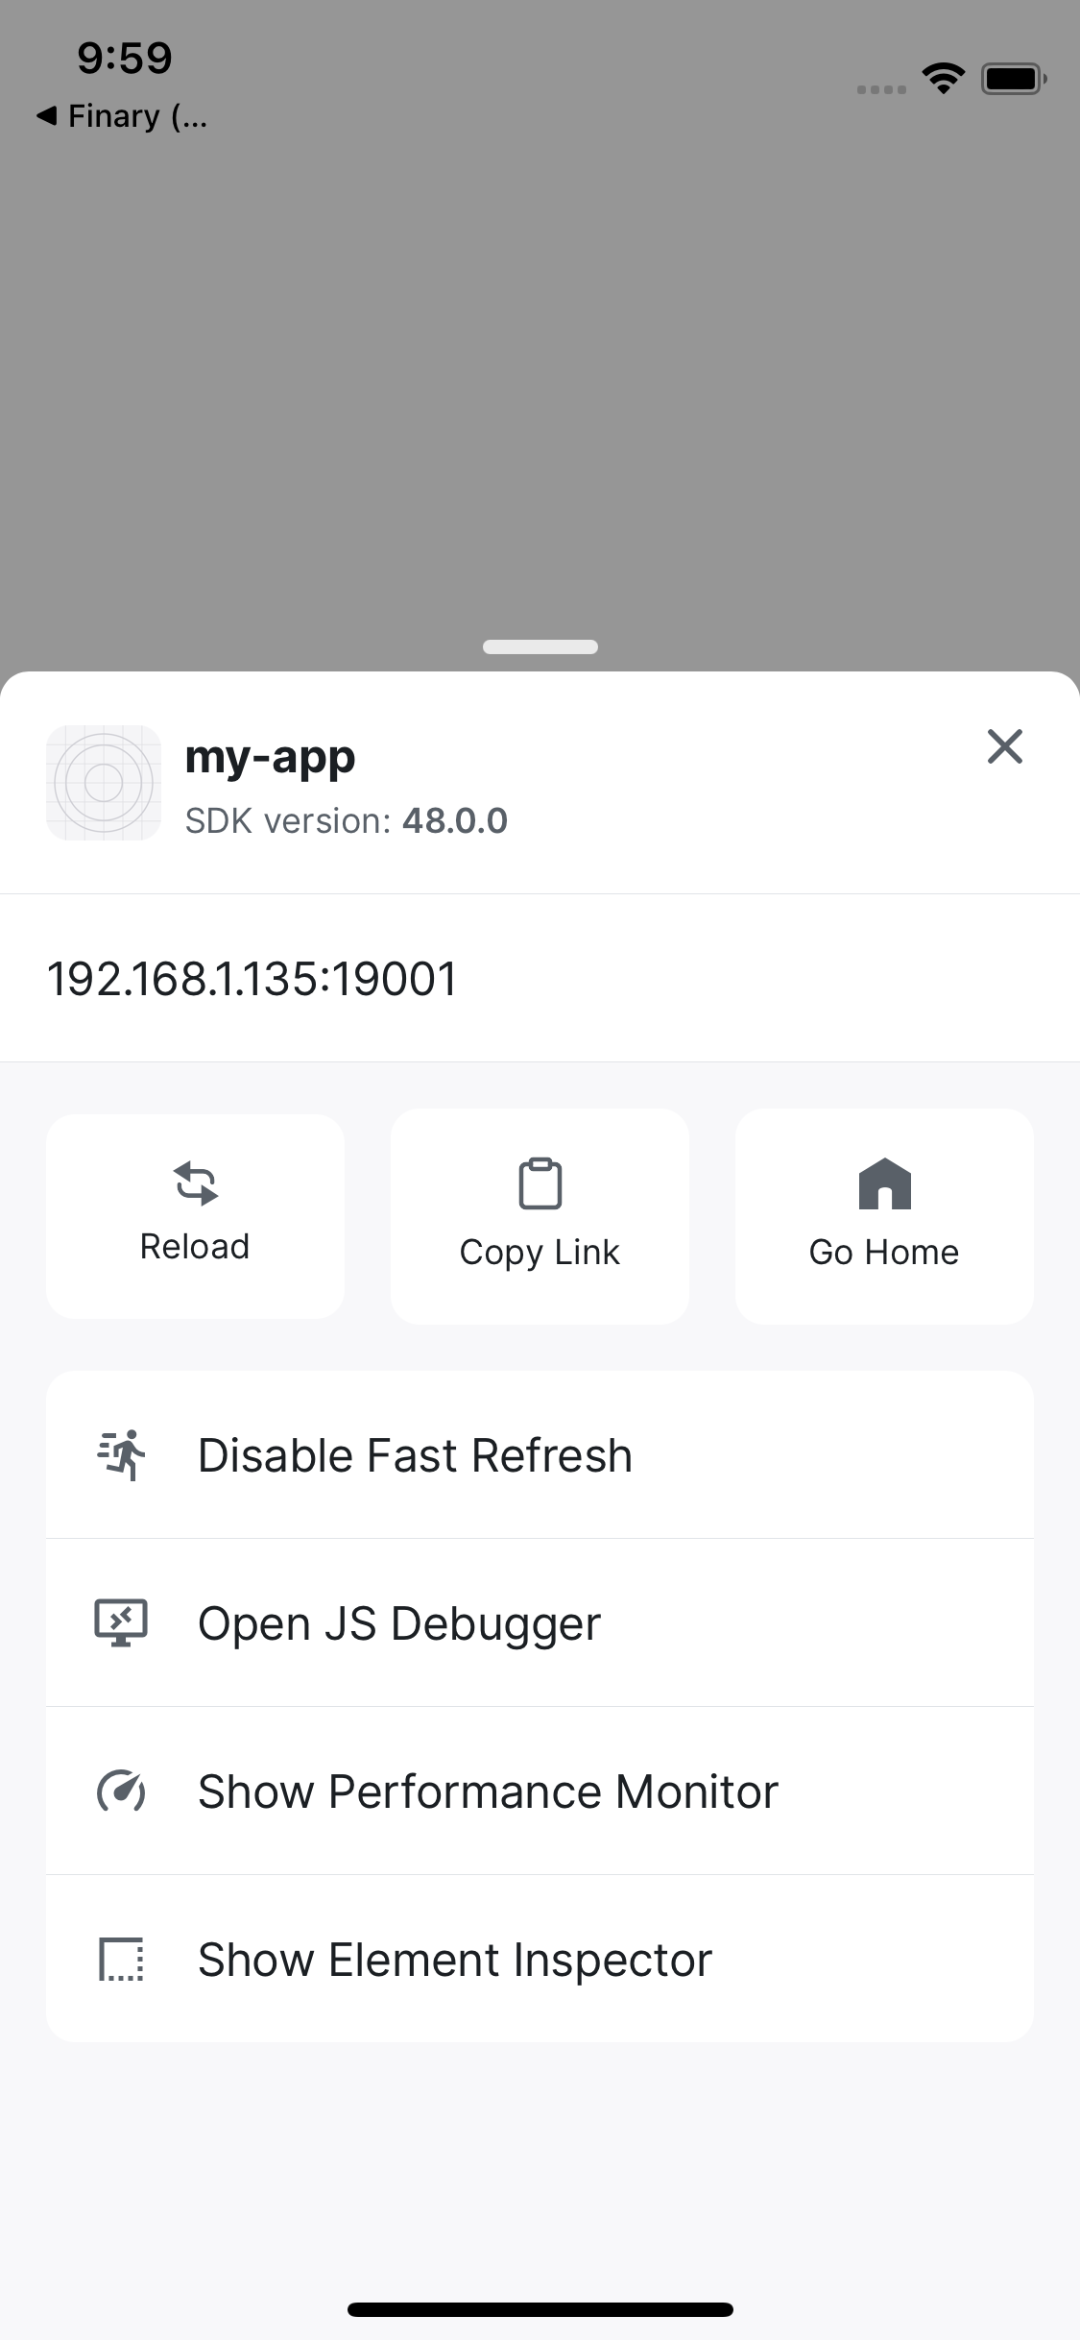 9:59
◀ Finary (...
my-app
SDK version: 48.0.0
192.168.1.135:19001
Reload
Copy Link
Go Home
Disable Fast Refresh
Open JS Debugger
Show Performance Monitor
Show Element Inspector